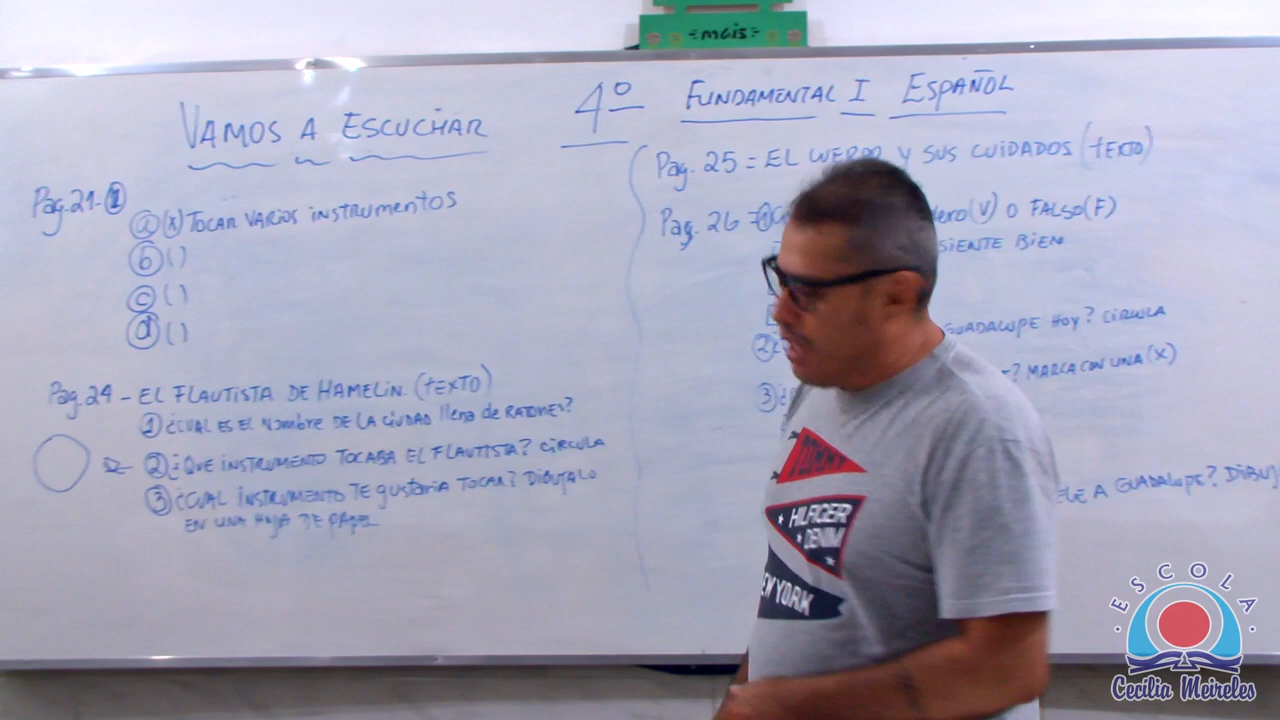 mais
4º FUNDAMENTAL I ESPAÑOL
VAMOS A ESCUCHAR
Pag. 21-①
ⓐ (X) TOCAR VARIOS INSTRUMENTOS
ⓑ ( )
ⓒ ( )
ⓓ ( )
Pag. 24 - EL FLAUTISTA DE HAMELIN (TEXTO)
① ¿CUAL ES EL NOMBRE DE LA CIUDAD LLENA DE RATONES?
② ¿QUE INSTRUMENTO TOCABA EL FLAUTISTA? CIRCULA
③ ¿CUAL INSTRUMENTO TE GUSTARIA TOCAR? DIBUJALO
EN UNA HOJA DE PAPEL
Pag. 25 = EL Y SUS CUIDADOS (TEXTO)
Pag. 26 = ① (V) O FALSO (F)
SIENTE BIEN
② GUADALUPE HOY? CIRCULA
? MARCA CON UNA (X)
③
ELE A GUADALUPE? DIBUJ
TOMMY
HILFIGER
DENIM
EW YORK
ESCOLA
Cecília Meireles